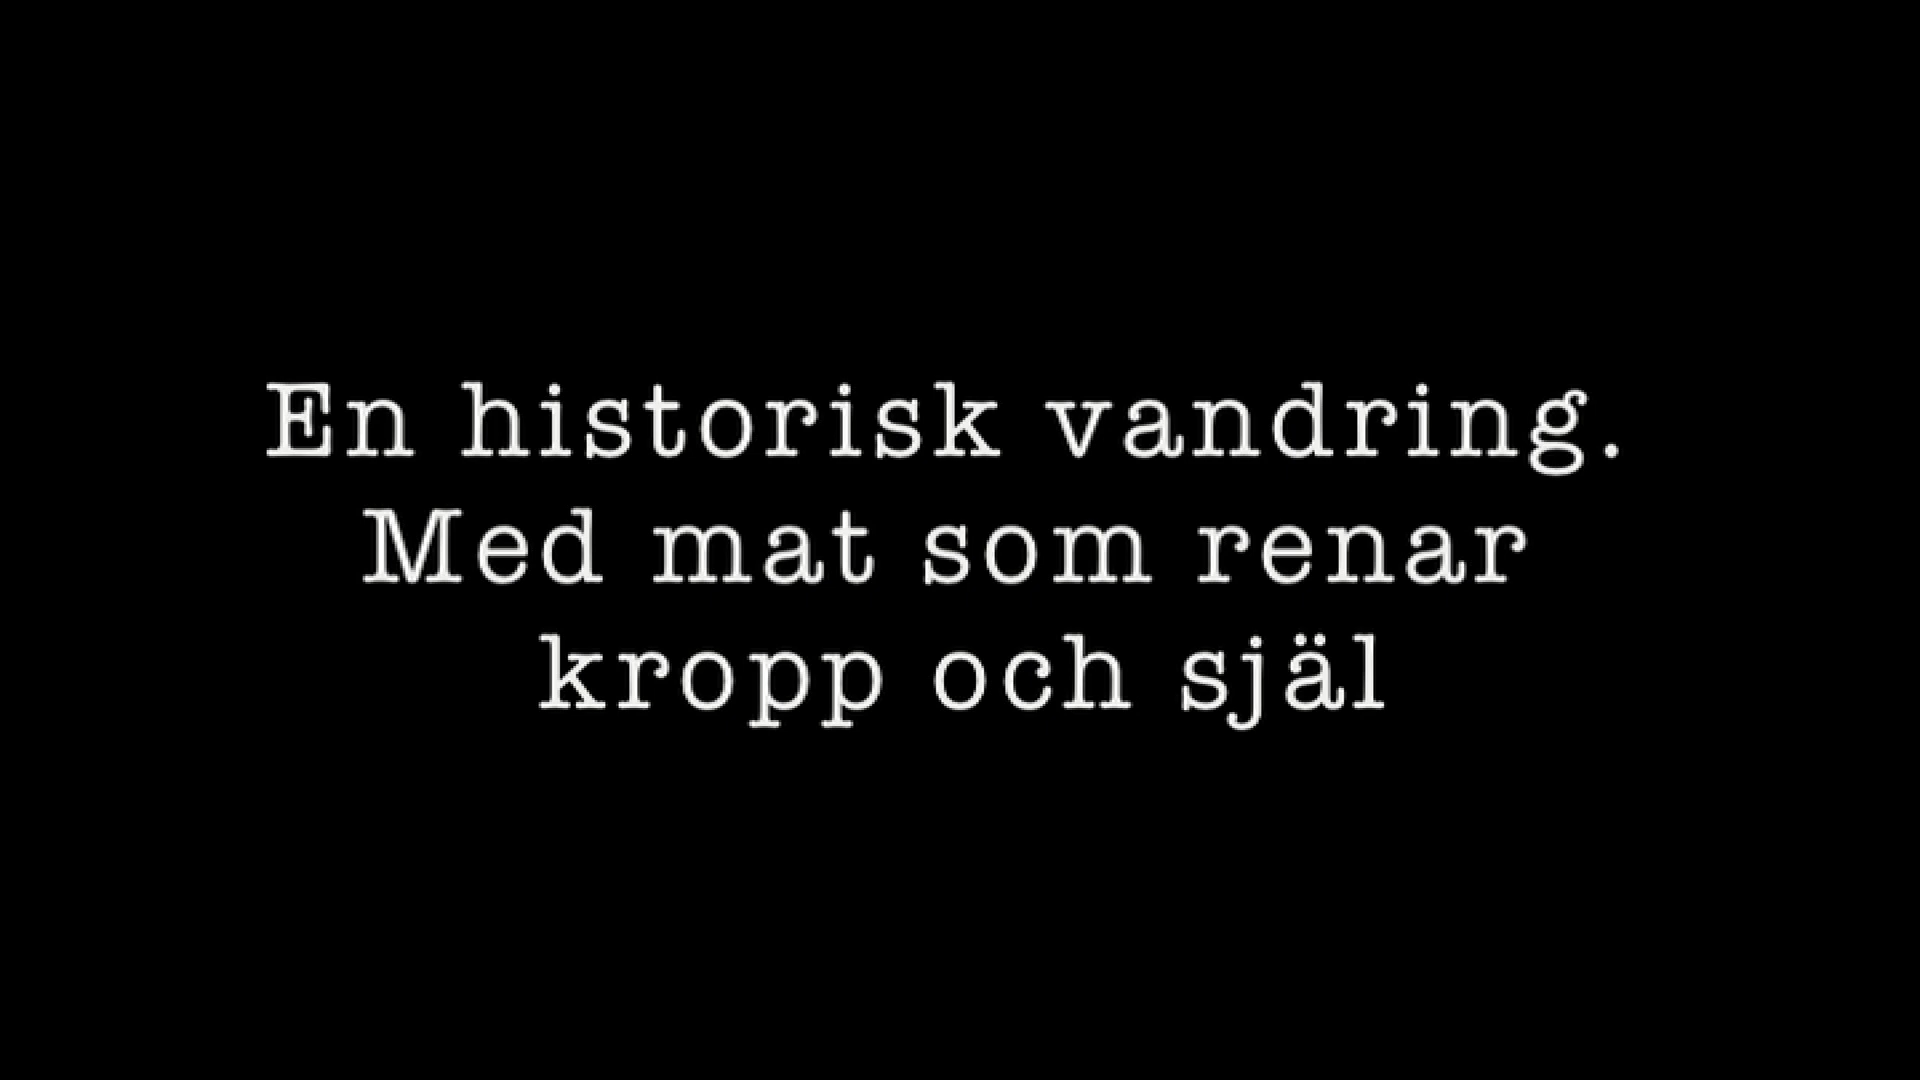 En historisk vandring.
Med mat som renar
kropp och själ